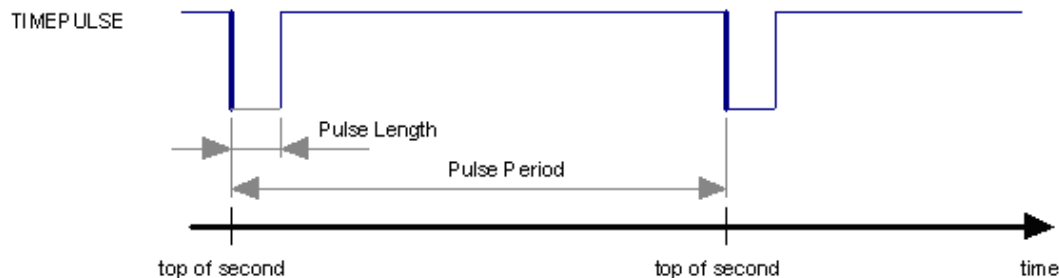 TIMEPULSE
Pulse Length
Pulse Period
top of second
top of second
time